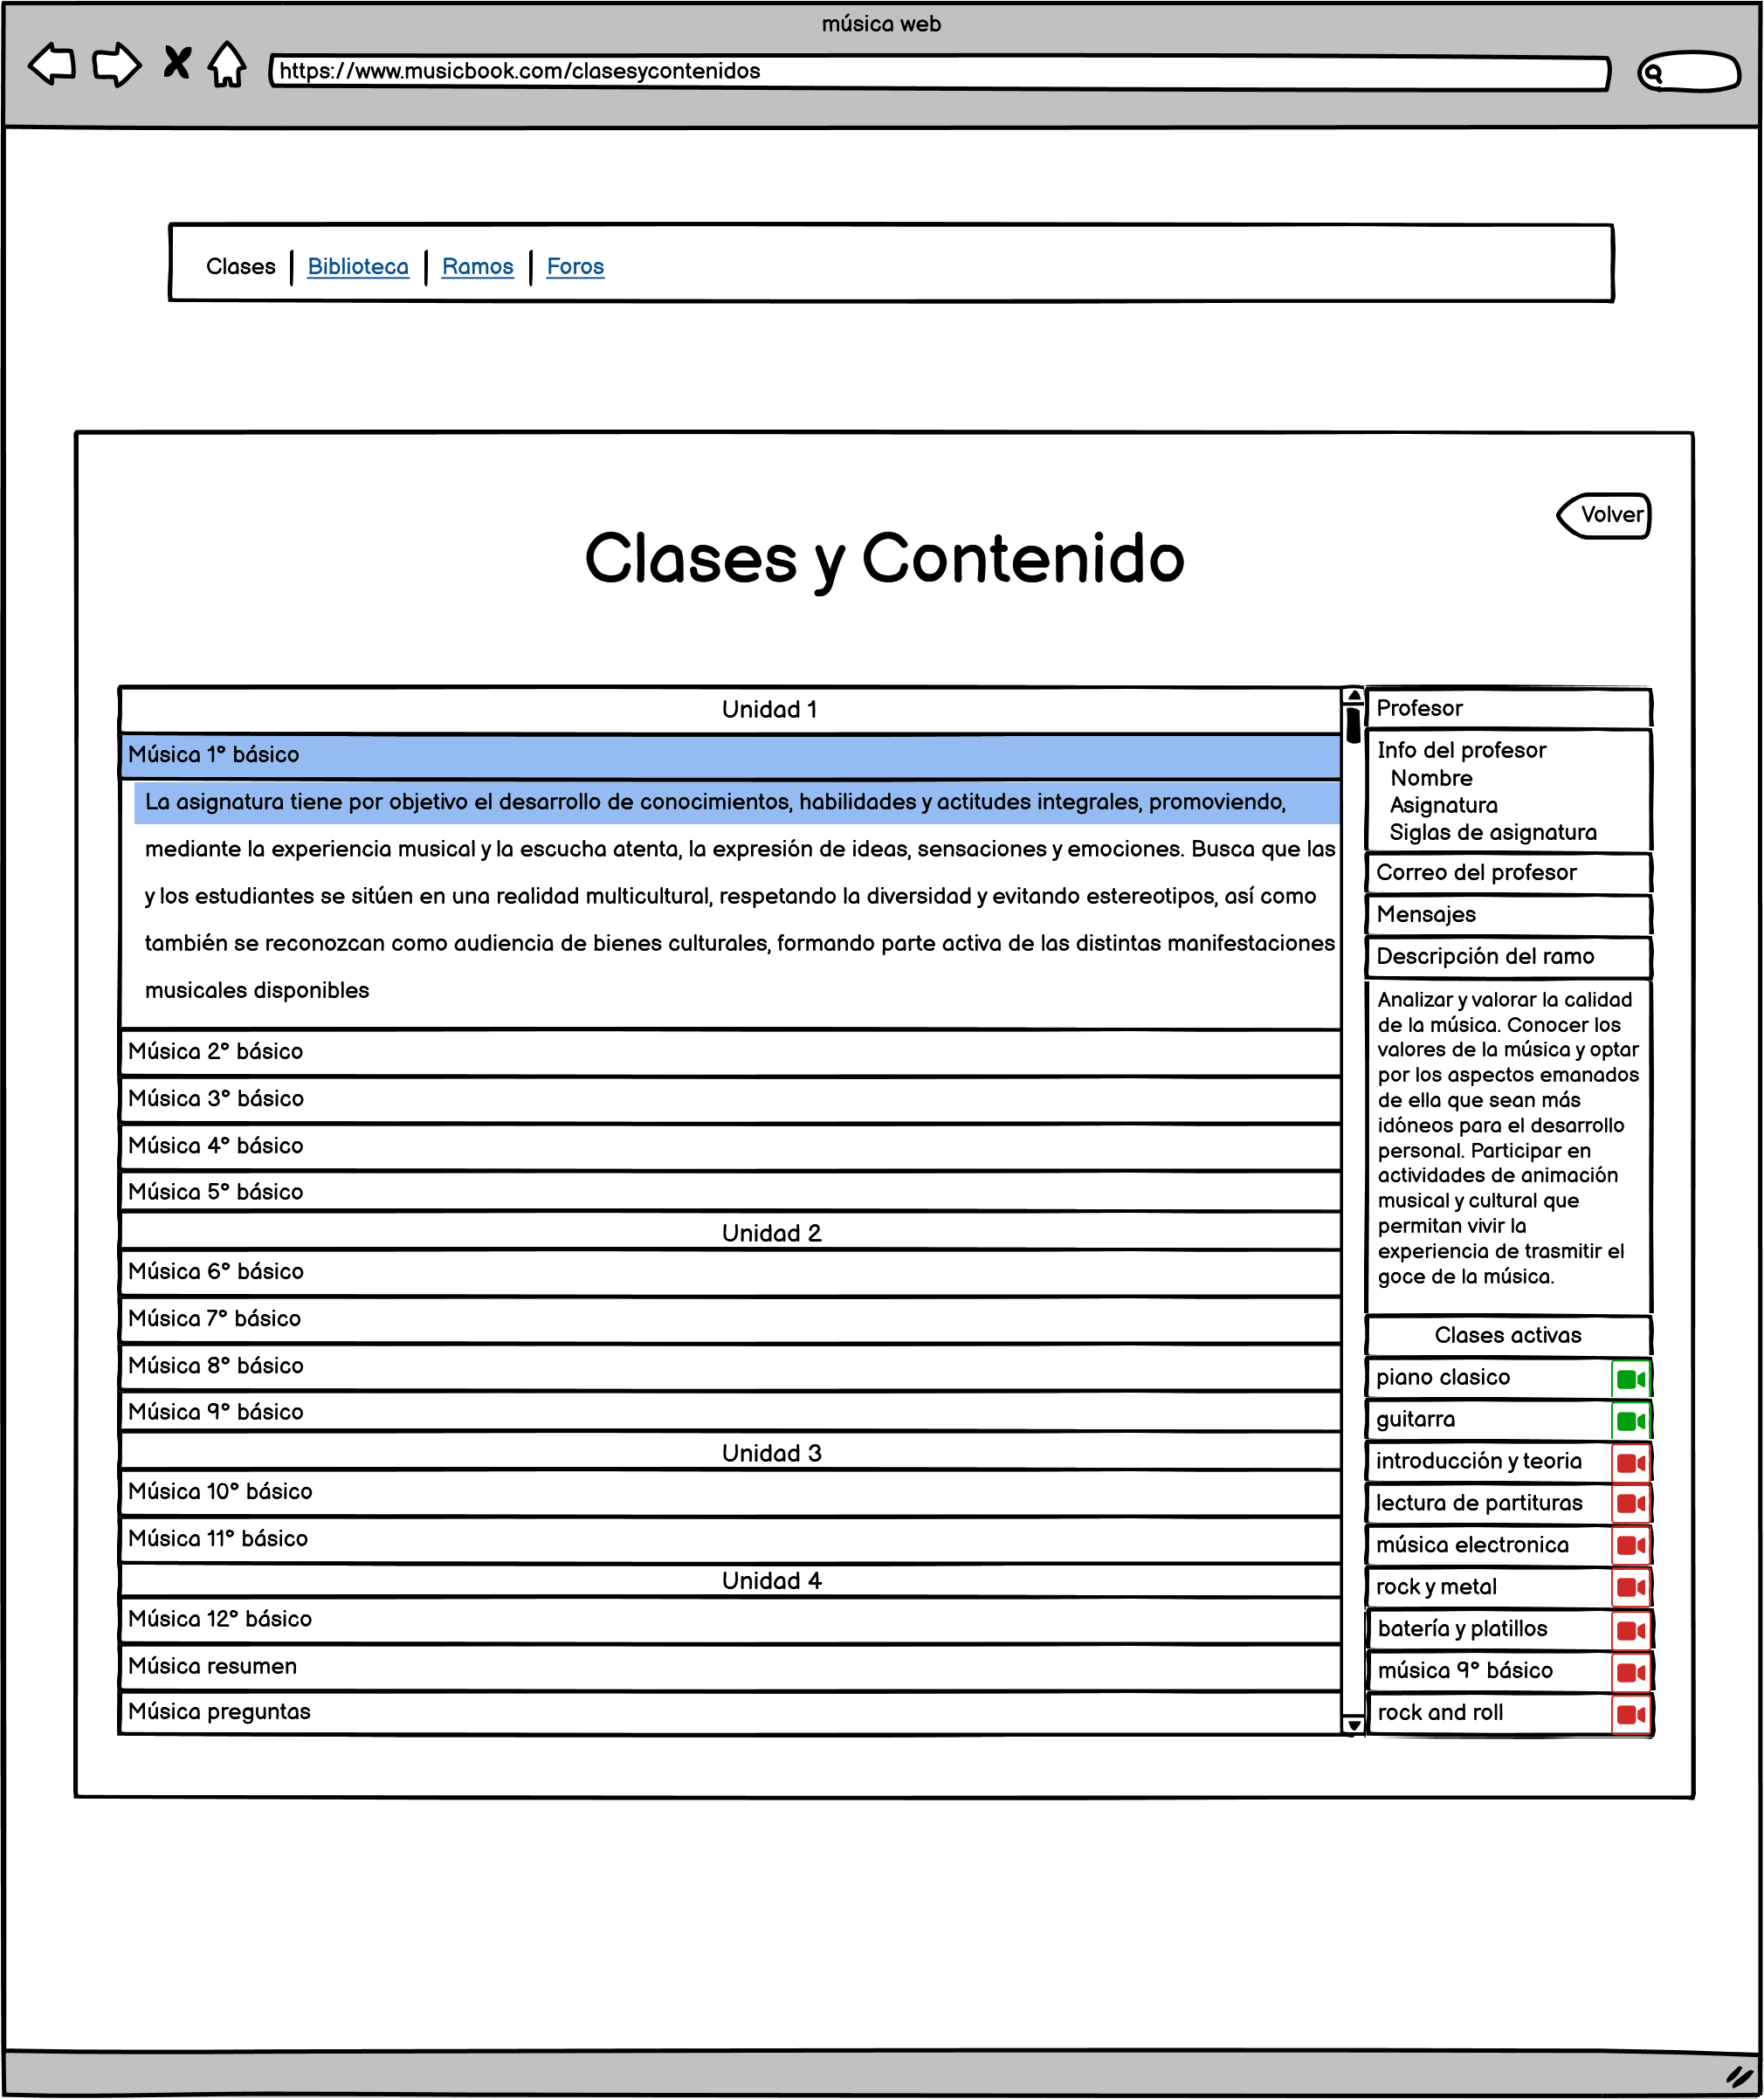 música web
https://www.musicbook.com/clasesycontenidos
Clases
Biblioteca
Ramos
Foros
Volver
Clases y Contenido
Unidad 1
Música 1° básico
La asignatura tiene por objetivo el desarrollo de conocimientos, habilidades y actitudes integrales, promoviendo,
mediante la experiencia musical y la escucha atenta, la expresión de ideas, sensaciones y emociones. Busca que las
y los estudiantes se sitúen en una realidad multicultural, respetando la diversidad y evitando estereotipos, así como
también se reconozcan como audiencia de bienes culturales, formando parte activa de las distintas manifestaciones
musicales disponibles
Música 2° básico
Música 3° básico
Música 4° básico
Música 5° básico
Unidad 2
Música 6° básico
Música 7° básico
Música 8° básico
Música 9° básico
Unidad 3
Música 10° básico
Música 11° básico
Unidad 4
Música 12° básico
Música resumen
Música preguntas
Profesor
Info del profesor
Nombre
Asignatura
Siglas de asignatura
Correo del profesor
Mensajes
Descripción del ramo
Analizar y valorar la calidad
de la música. Conocer los
valores de la música y optar
por los aspectos emanados
de ella que sean más
idóneos para el desarrollo
personal. Participar en
actividades de animación
musical y cultural que
permitan vivir la
experiencia de trasmitir el
goce de la música.
Clases activas
piano clasico
guitarra
introducción y teoria
lectura de partituras
música electronica
rock y metal
batería y platillos
música 9° básico
rock and roll